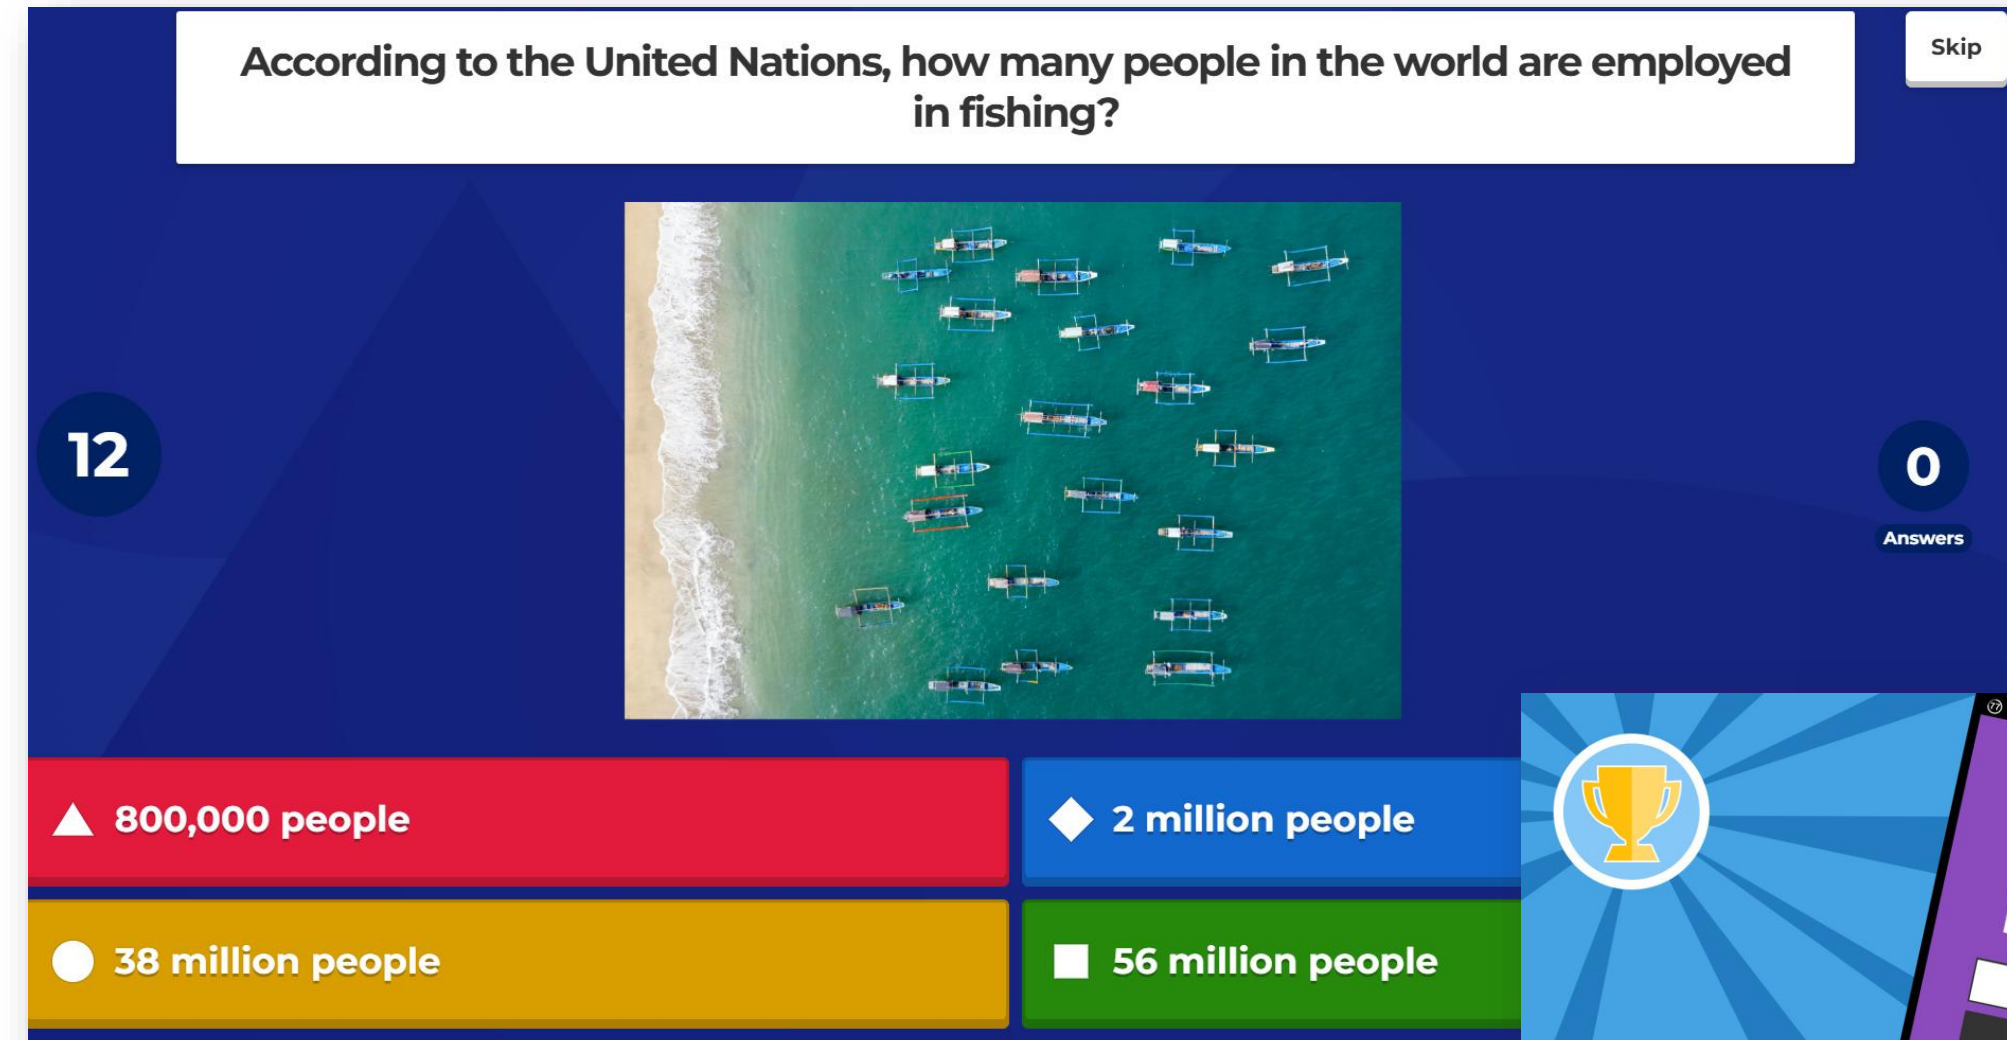 According to the United Nations, how many people in the world are employed
in fishing?
Skip
12
0
Answers
800,000 people
2 million people
38 million people
56 million people
77